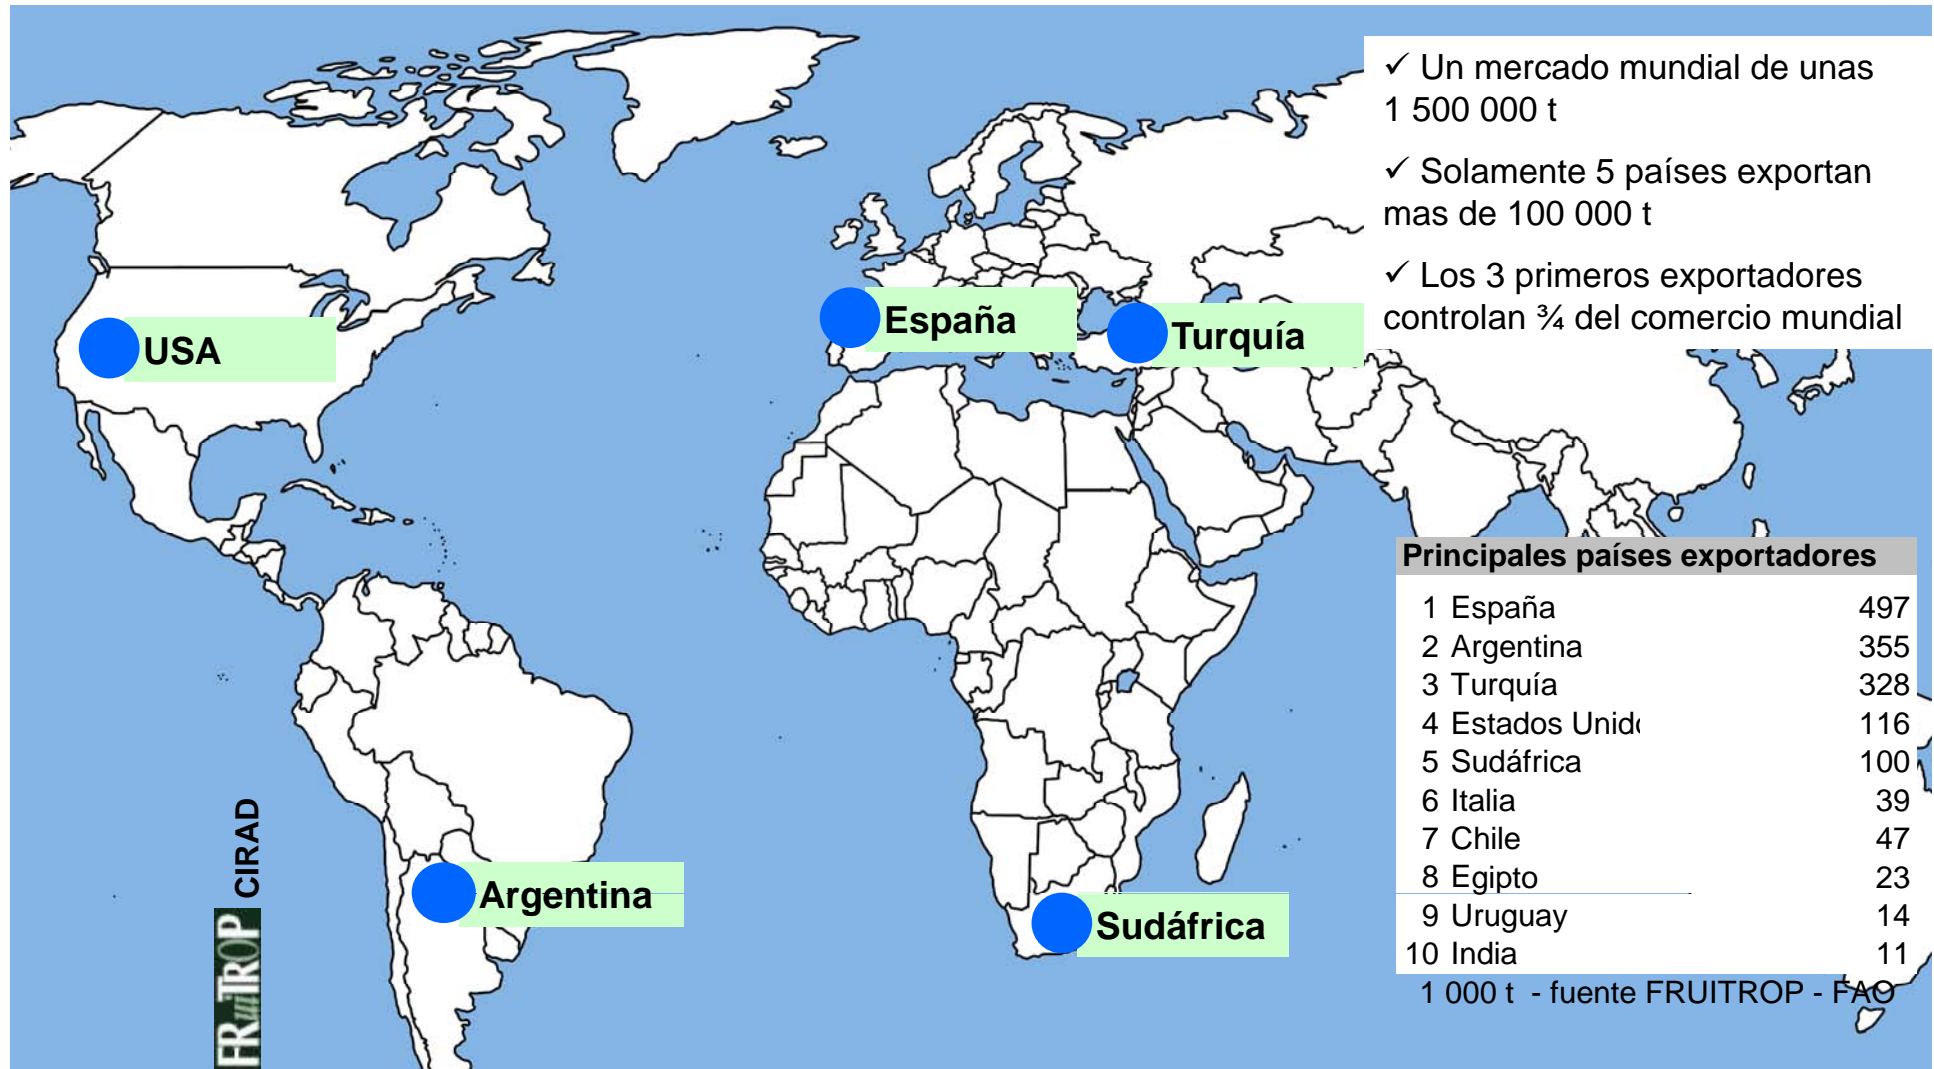 ✓ Un mercado mundial de unas
1 500 000 t
✓ Solamente 5 países exportan
mas de 100 000 t
✓ Los 3 primeros exportadores
controlan ¾ del comercio mundial
USA
España
Turquía
Argentina
Sudáfrica
Principales países exportadores
1 España 497
2 Argentina 355
3 Turquía 328
4 Estados Unido 116
5 Sudáfrica 100
6 Italia 39
7 Chile 47
8 Egipto 23
9 Uruguay 14
10 India 11
1 000 t - fuente FRUITROP - FAO
CIRAD
FRuiTROP